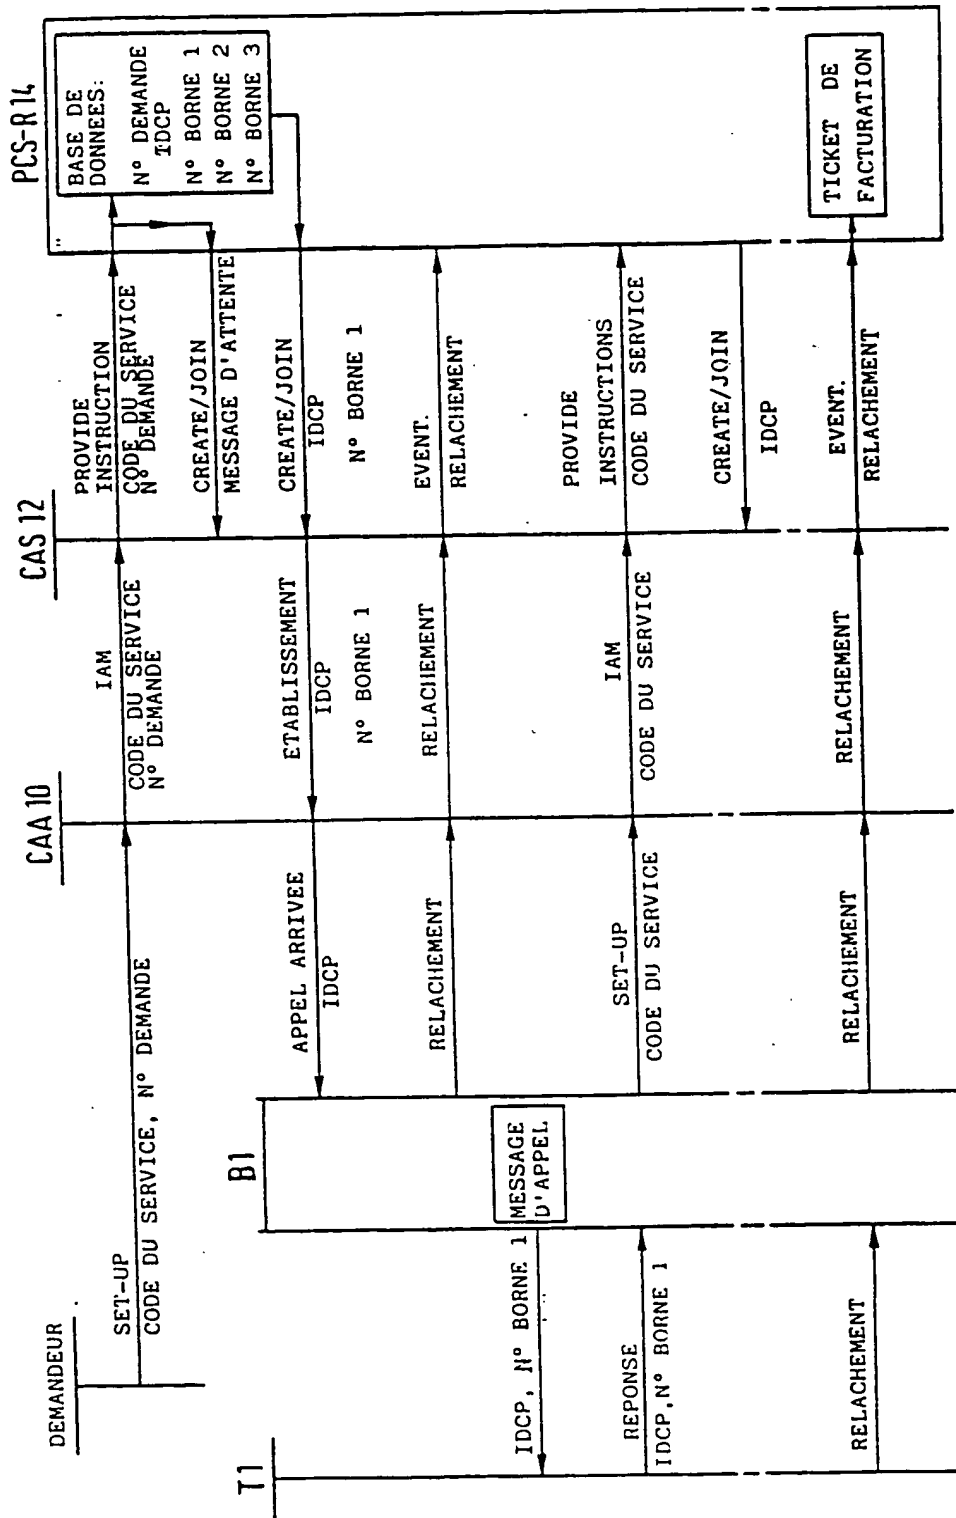 PCS-R14
BASE DE
DONNEES:
N° DEMANDE
IDCP
N° BORNE 1
N° BORNE 2
N° BORNE 3
TICKET DE
FACTURATION
PROVIDE
INSTRUCTION
CODE DU SERVICE
N° DEMANDE
CREATE/JOIN
MESSAGE D'ATTENTE
CREATE/JOIN
IDCP
N° BORNE 1
EVENT.
RELACHEMENT
PROVIDE
INSTRUCTIONS
CODE DU SERVICE
CREATE/JOIN
IDCP
EVENT.
RELACHEMENT
CAS 12
IAM
CODE DU SERVICE
N° DEMANDE
ETABLISSEMENT
IDCP
N° BORNE 1
RELACHEMENT
IAM
CODE DU SERVICE
RELACHEMENT
CAA 10
APPEL ARRIVEE
IDCP
RELACHEMENT
SET-UP
CODE DU SERVICE
RELACHEMENT
B1
MESSAGE
D'APPEL
DEMANDEUR
SET-UP
CODE DU SERVICE, N° DEMANDE
T1
IDCP, N° BORNE 1
REPONSE
IDCP,N° BORNE 1
RELACHEMENT